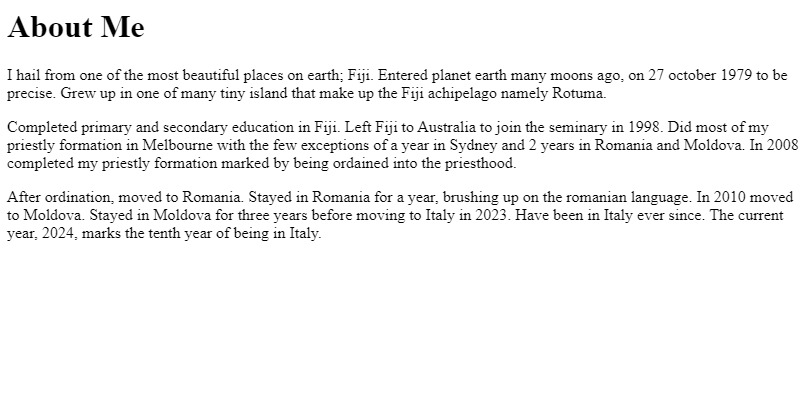 About Me
I hail from one of the most beautiful places on earth; Fiji. Entered planet earth many moons ago, on 27 october 1979 to be
precise. Grew up in one of many tiny island that make up the Fiji achipelago namely Rotuma.
Completed primary and secondary education in Fiji. Left Fiji to Australia to join the seminary in 1998. Did most of my
priestly formation in Melbourne with the few exceptions of a year in Sydney and 2 years in Romania and Moldova. In 2008
completed my priestly formation marked by being ordained into the priesthood.
After ordination, moved to Romania. Stayed in Romania for a year, brushing up on the romanian language. In 2010 moved
to Moldova. Stayed in Moldova for three years before moving to Italy in 2023. Have been in Italy ever since. The current
year, 2024, marks the tenth year of being in Italy.